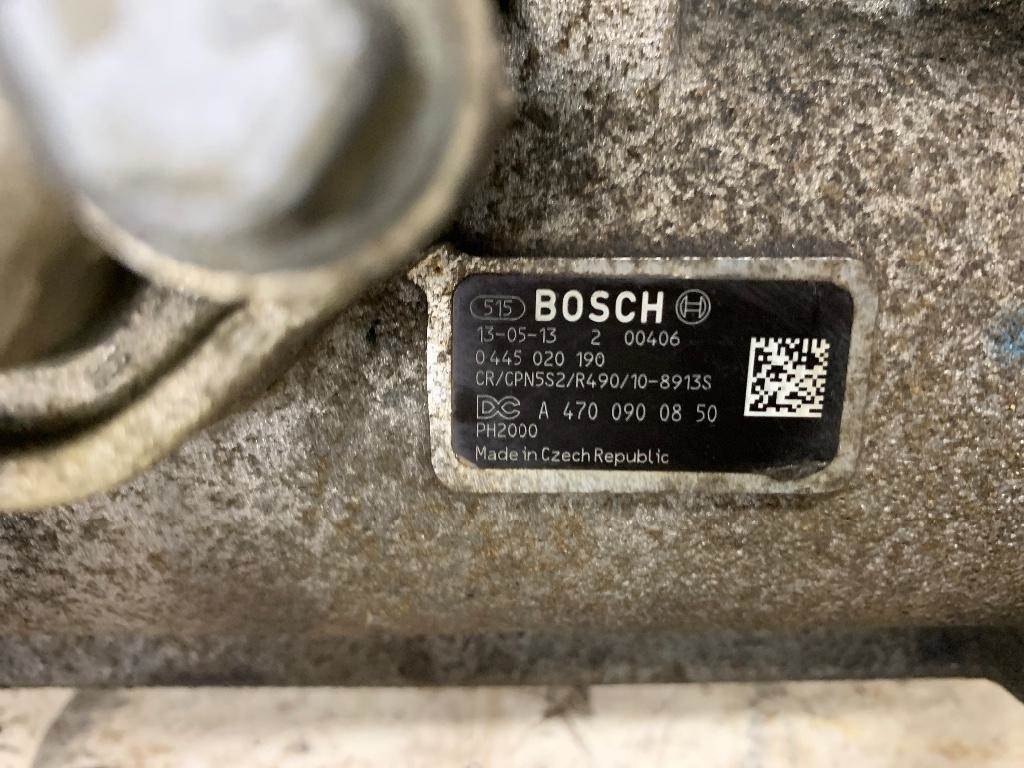 515 BOSCH
13-05-13 2 00406
0 445 020 190
CR/CPN5S2/R490/10-8913S
DC A 470 090 08 50
PH2000
Made in Czech Republic